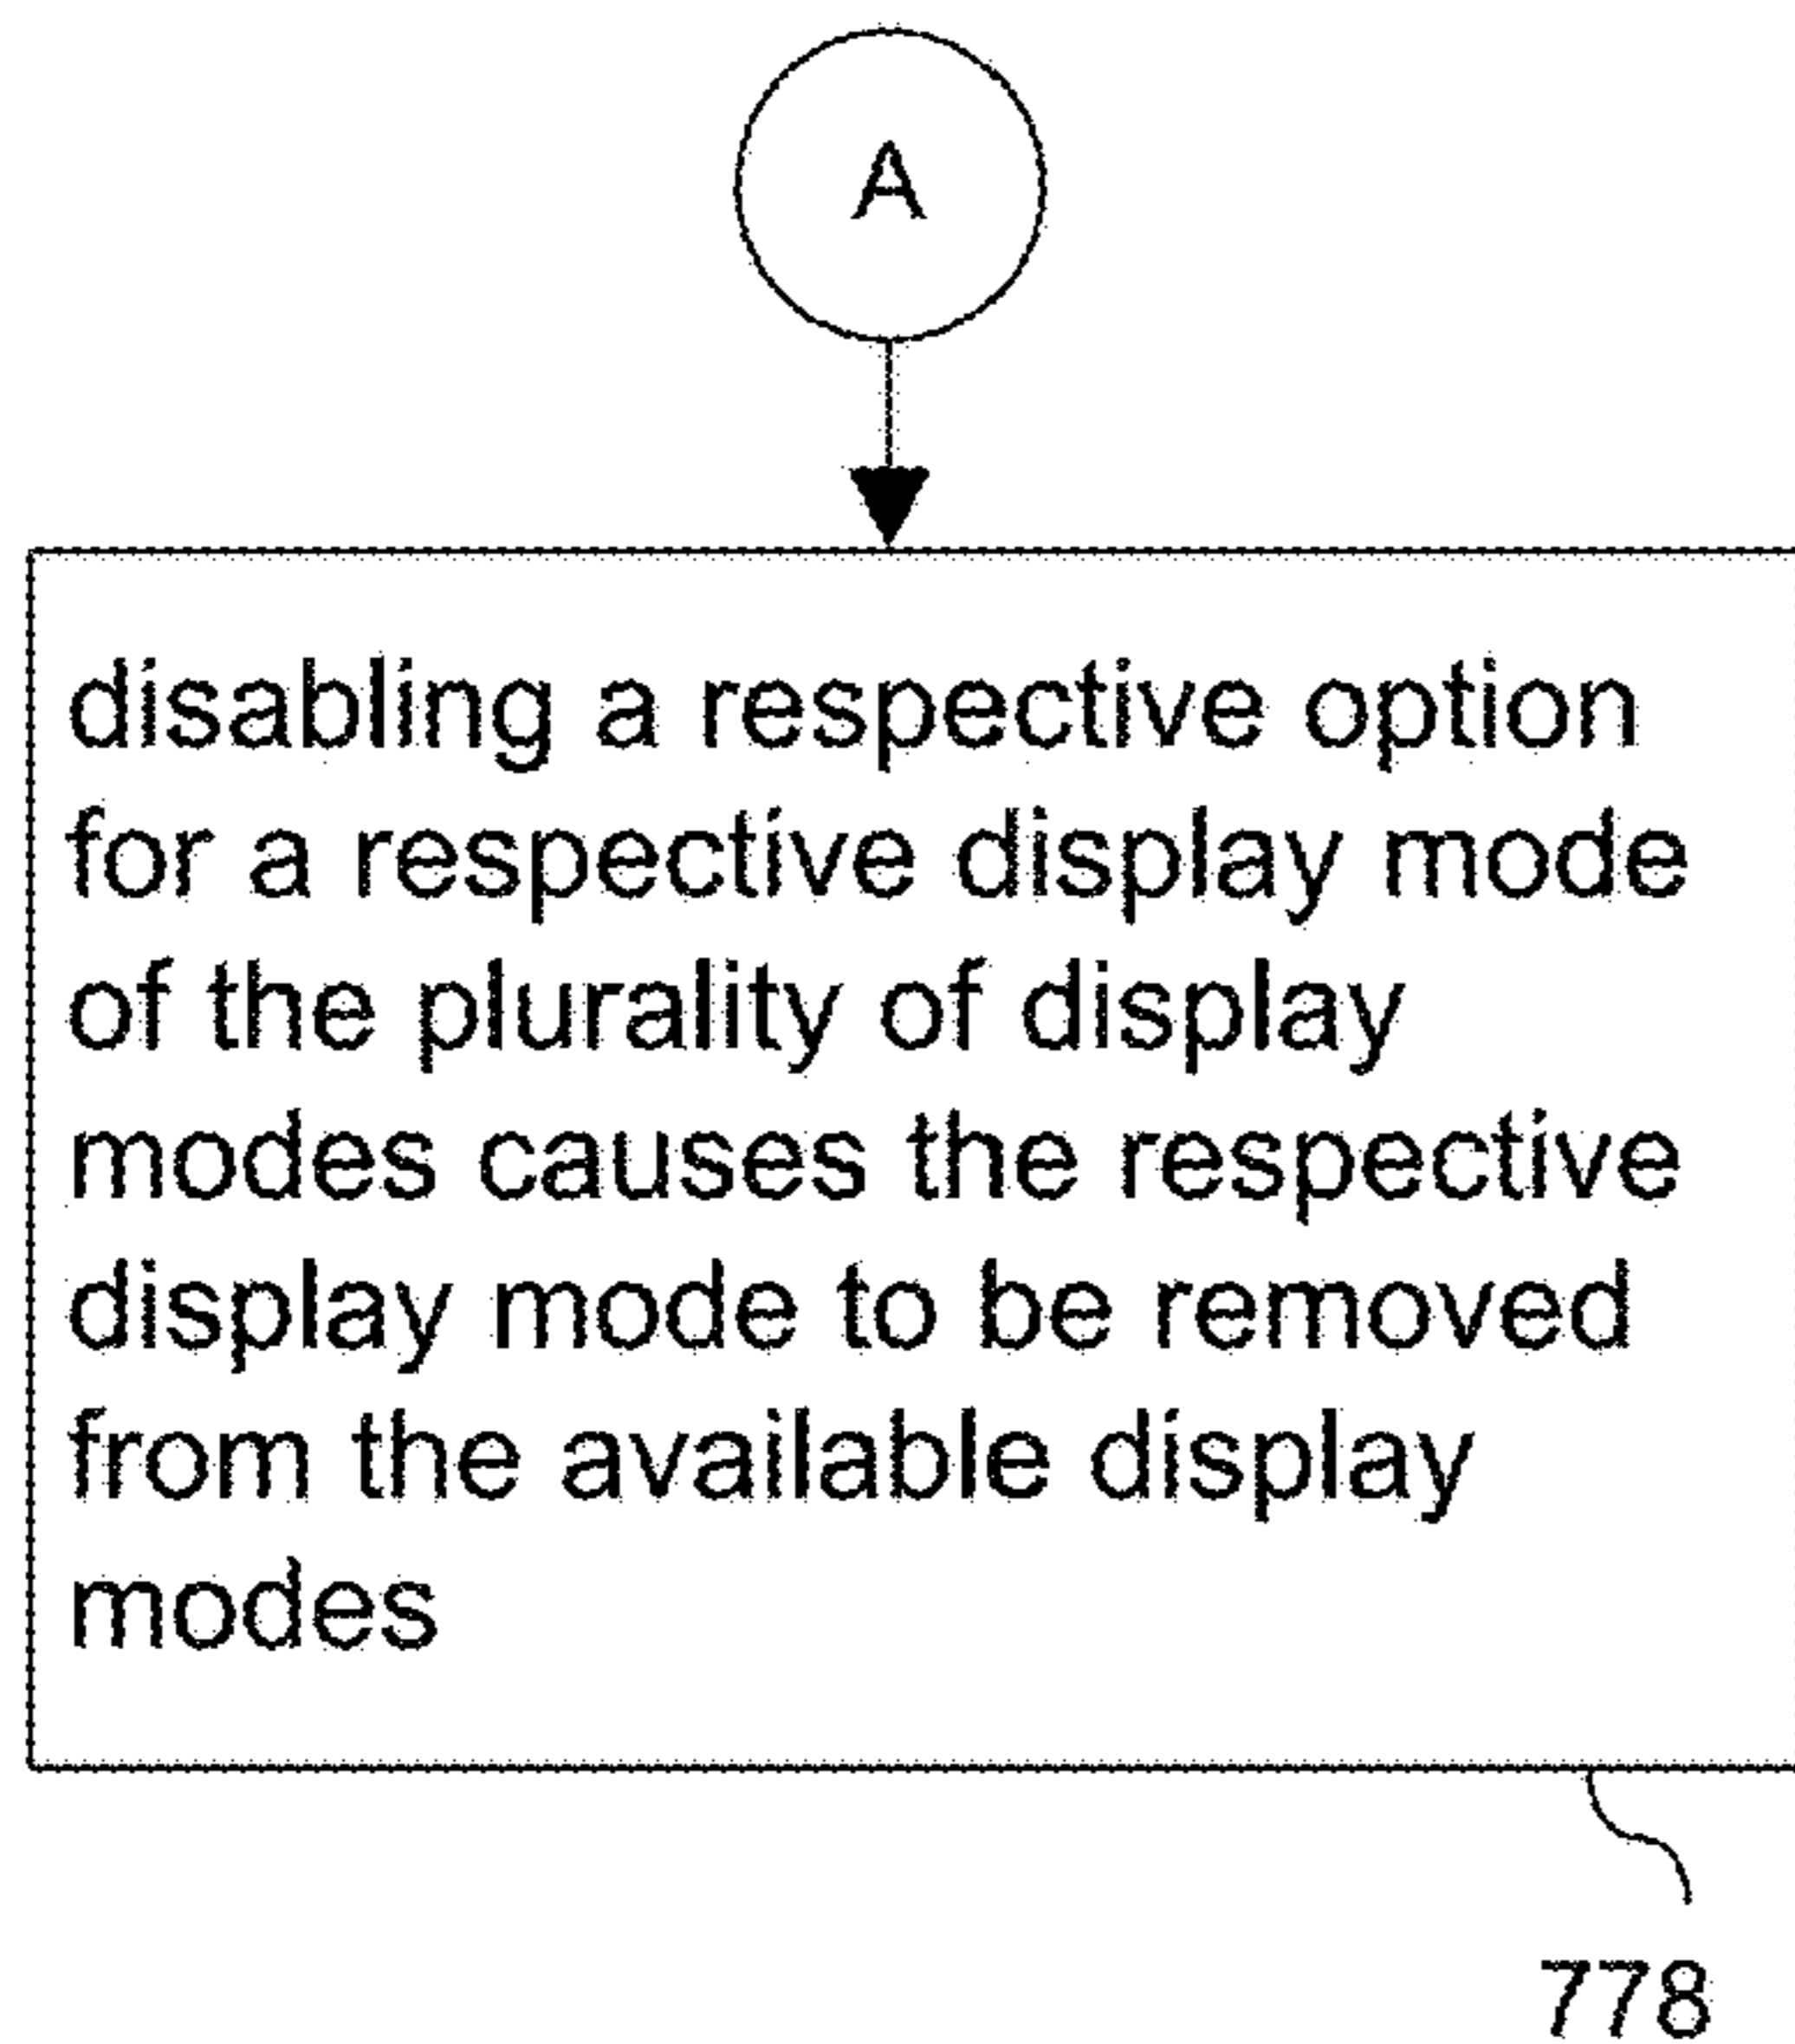 A
disabling a respective option
for a respective display mode
of the plurality of display
modes causes the respective
display mode to be removed
from the available display
modes
778